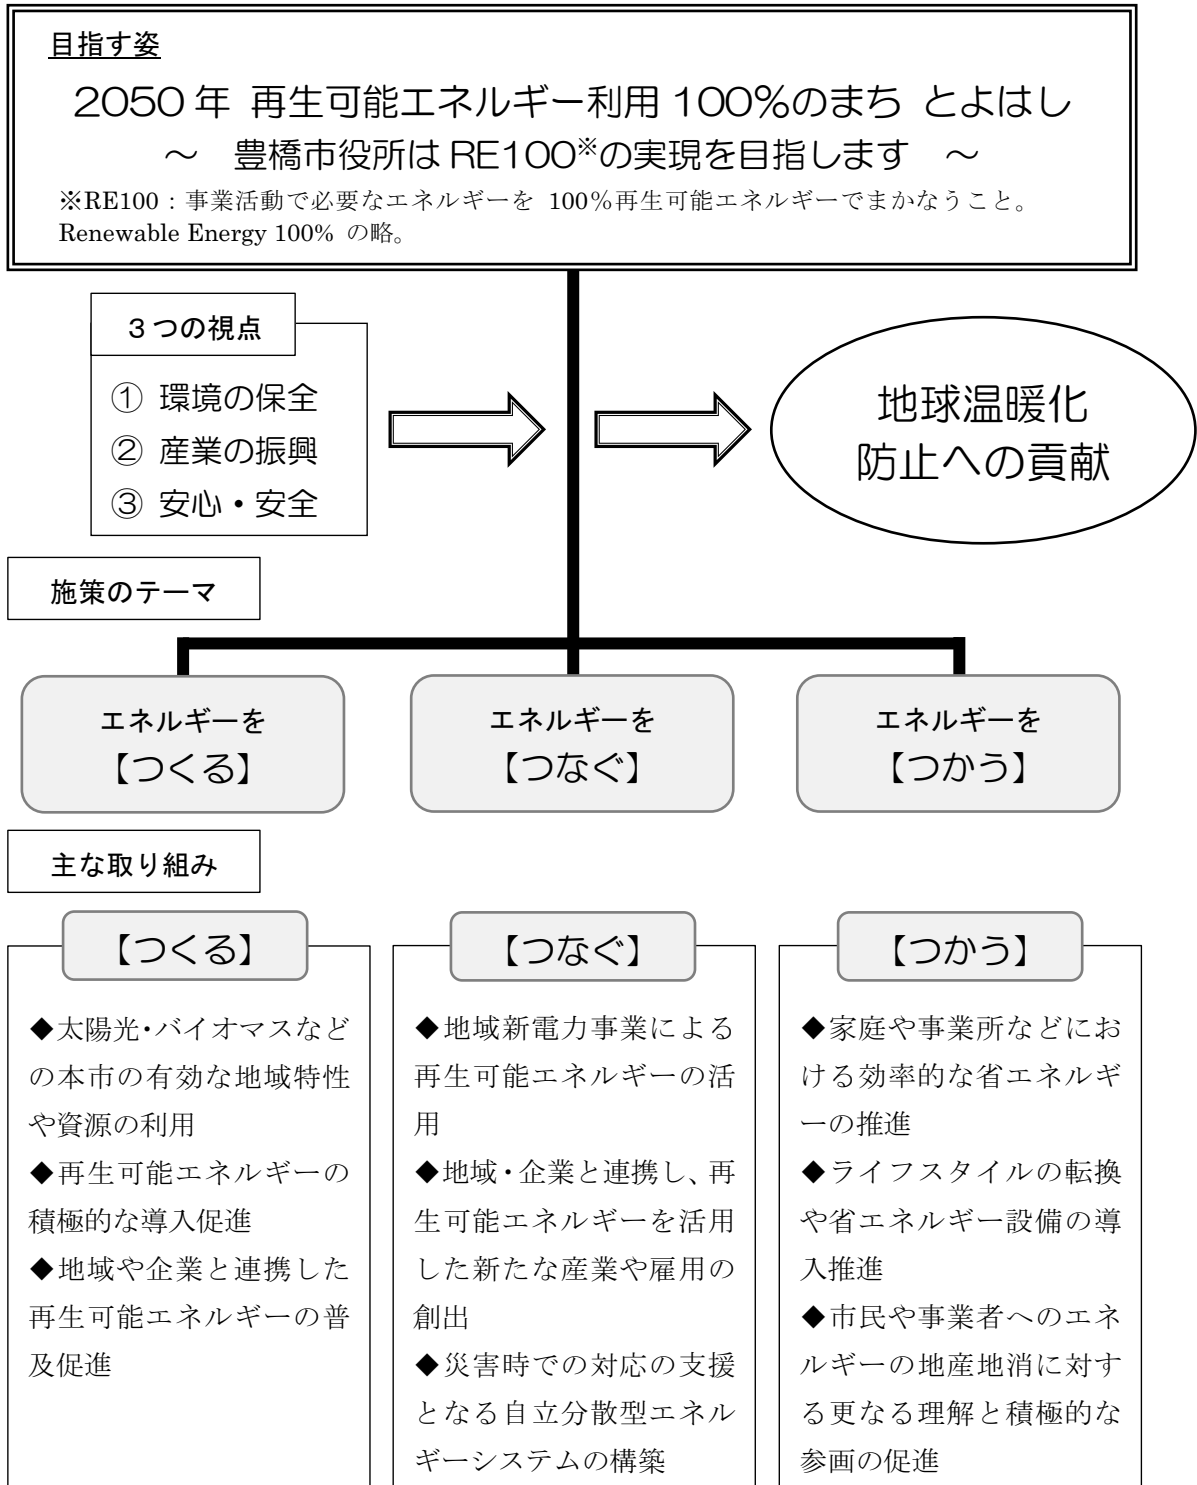 目指す姿
2050年 再生可能エネルギー利用100%のまち とよはし
～ 豊橋市役所はRE100※の実現を目指します ～
※RE100：事業活動で必要なエネルギーを 100%再生可能エネルギーでまかなうこと。
Renewable Energy 100% の略。
３つの視点
① 環境の保全
② 産業の振興
③ 安心・安全
地球温暖化
防止への貢献
施策のテーマ
エネルギーを
【つくる】
エネルギーを
【つなぐ】
エネルギーを
【つかう】
主な取り組み
【つくる】
◆太陽光・バイオマスなど
の本市の有効な地域特性
や資源の利用
◆再生可能エネルギーの
積極的な導入促進
◆地域や企業と連携した
再生可能エネルギーの普
及促進
【つなぐ】
◆地域新電力事業による
再生可能エネルギーの活
用
◆地域・企業と連携し、再
生可能エネルギーを活用
した新たな産業や雇用の
創出
◆災害時での対応の支援
となる自立分散型エネル
ギーシステムの構築
【つかう】
◆家庭や事業所などにお
ける効率的な省エネルギ
ーの推進
◆ライフスタイルの転換
や省エネルギー設備の導
入推進
◆市民や事業者へのエネ
ルギーの地産地消に対す
る更なる理解と積極的な
参画の促進